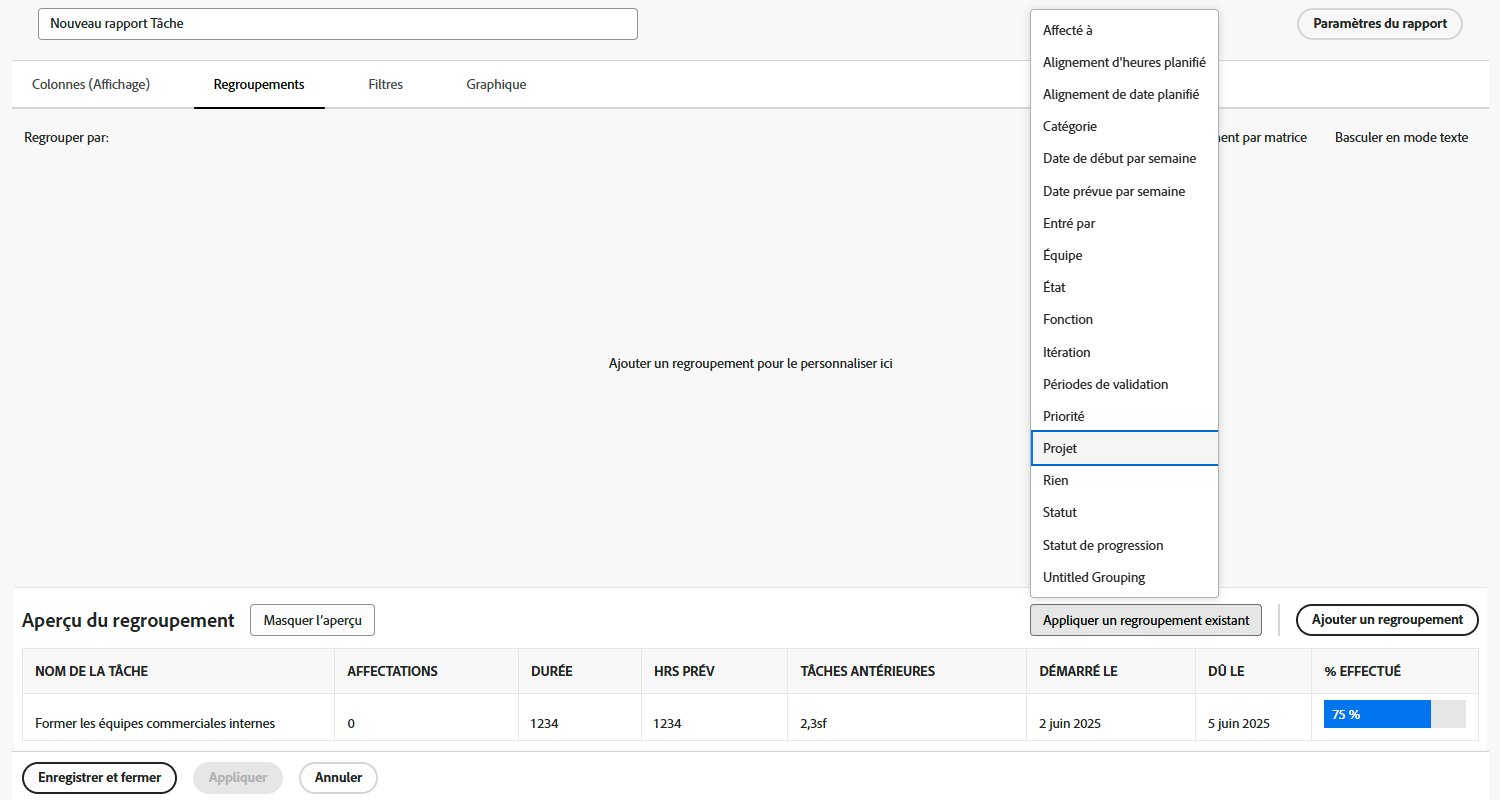 Nouveau rapport Tâche
Paramètres du rapport
Colonnes (Affichage)
Regroupements
Filtres
Graphique
Regrouper par:
par matrice
Basculer en mode texte
Ajouter un regroupement pour le personnaliser ici
Affecté à
Alignement d'heures planifié
Alignement de date planifié
Catégorie
Date de début par semaine
Date prévue par semaine
Entré par
Équipe
État
Fonction
Itération
Périodes de validation
Priorité
Projet
Rien
Statut
Statut de progression
Untitled Grouping
Aperçu du regroupement
Masquer l'aperçu
Appliquer un regroupement existant
Ajouter un regroupement
NOM DE LA TÂCHE AFFECTATIONS DURÉE HRS PRÉV TÂCHES ANTÉRIEURES DÉMARRÉ LE DÛ LE % EFFECTUÉ
Former les équipes commerciales internes 0 1234 1234 2,3sf 2 juin 2025 5 juin 2025 75 %
Enregistrer et fermer
Appliquer
Annuler